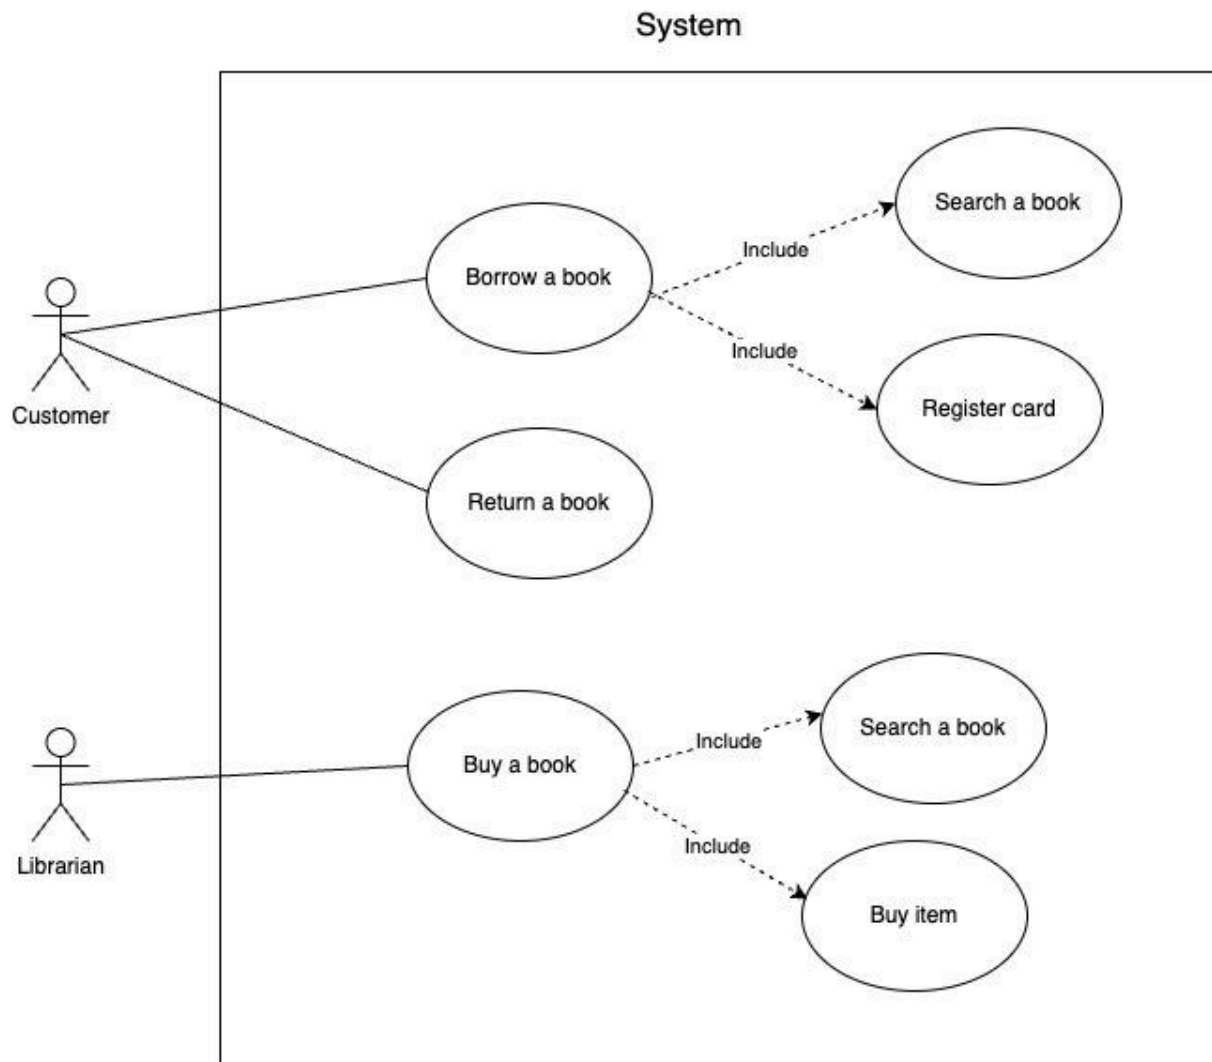 System
Search a book
Include
Borrow a book
Include
Register card
Customer
Return a book
Search a book
Include
Buy a book
Include
Librarian
Buy item